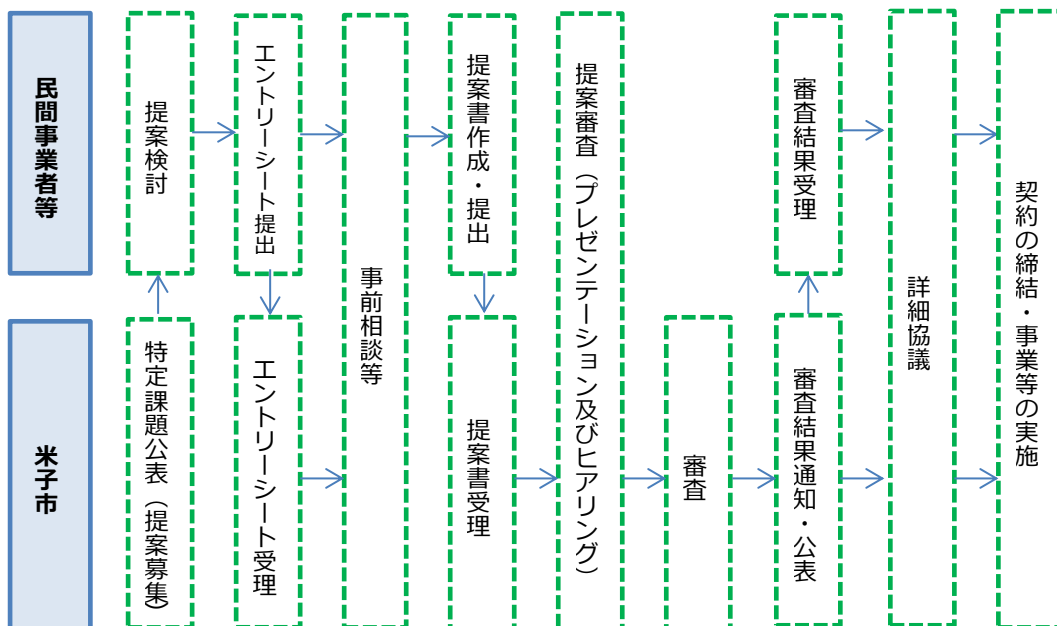 民間事業者等
提案検討
エントリーシート提出
事前相談等
提案書作成・提出
提案審査（プレゼンテーション及びヒアリング）
審査結果受理
詳細協議
契約の締結・事業等の実施
米子市
特定課題公表（提案募集）
エントリーシート受理
提案書受理
審査
審査結果通知・公表